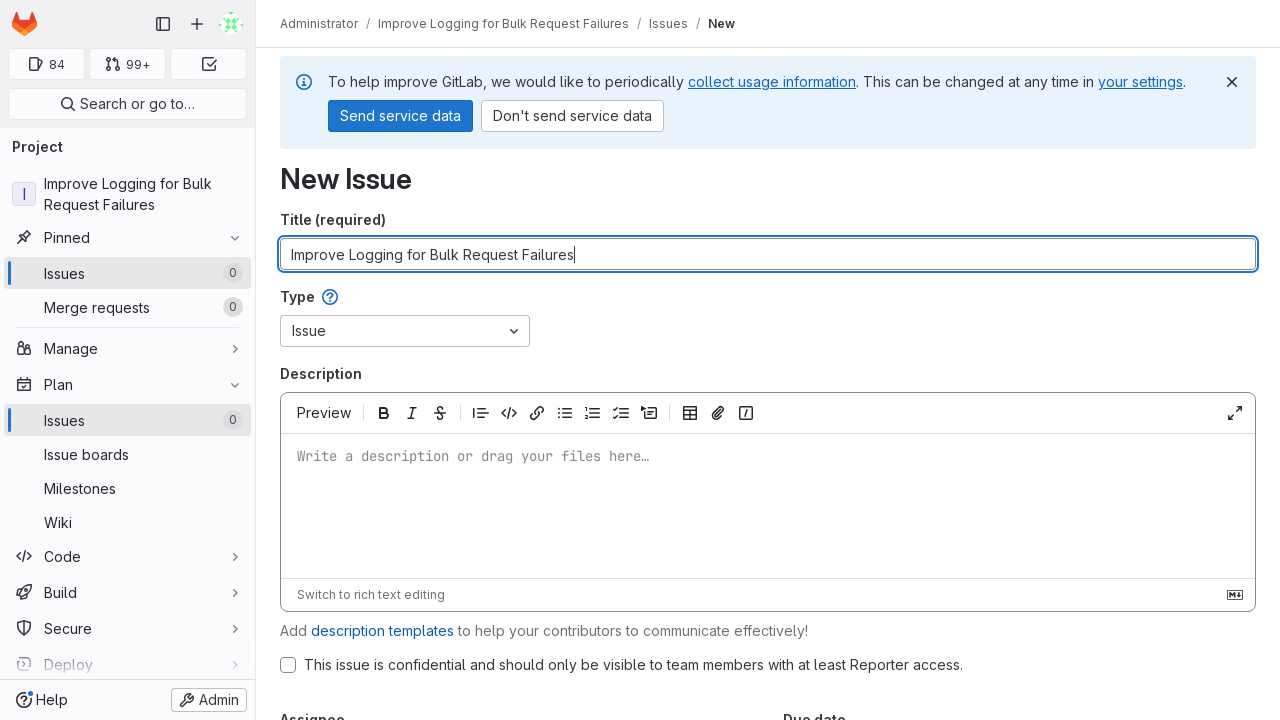 Administrator / Improve Logging for Bulk Request Failures / Issues / New
84
99+
Search or go to…
Project
I
Improve Logging for Bulk Request Failures
Pinned
Issues
0
Merge requests
0
Manage
Plan
Issues
0
Issue boards
Milestones
Wiki
Code
Build
Secure
Deploy
Help
Admin
To help improve GitLab, we would like to periodically collect usage information. This can be changed at any time in your settings.
Send service data
Don't send service data
New Issue
Title (required)
Improve Logging for Bulk Request Failures
Type
Issue
Description
Preview
Write a description or drag your files here…
Switch to rich text editing
Add description templates to help your contributors to communicate effectively!
This issue is confidential and should only be visible to team members with at least Reporter access.
Assignee
Due date